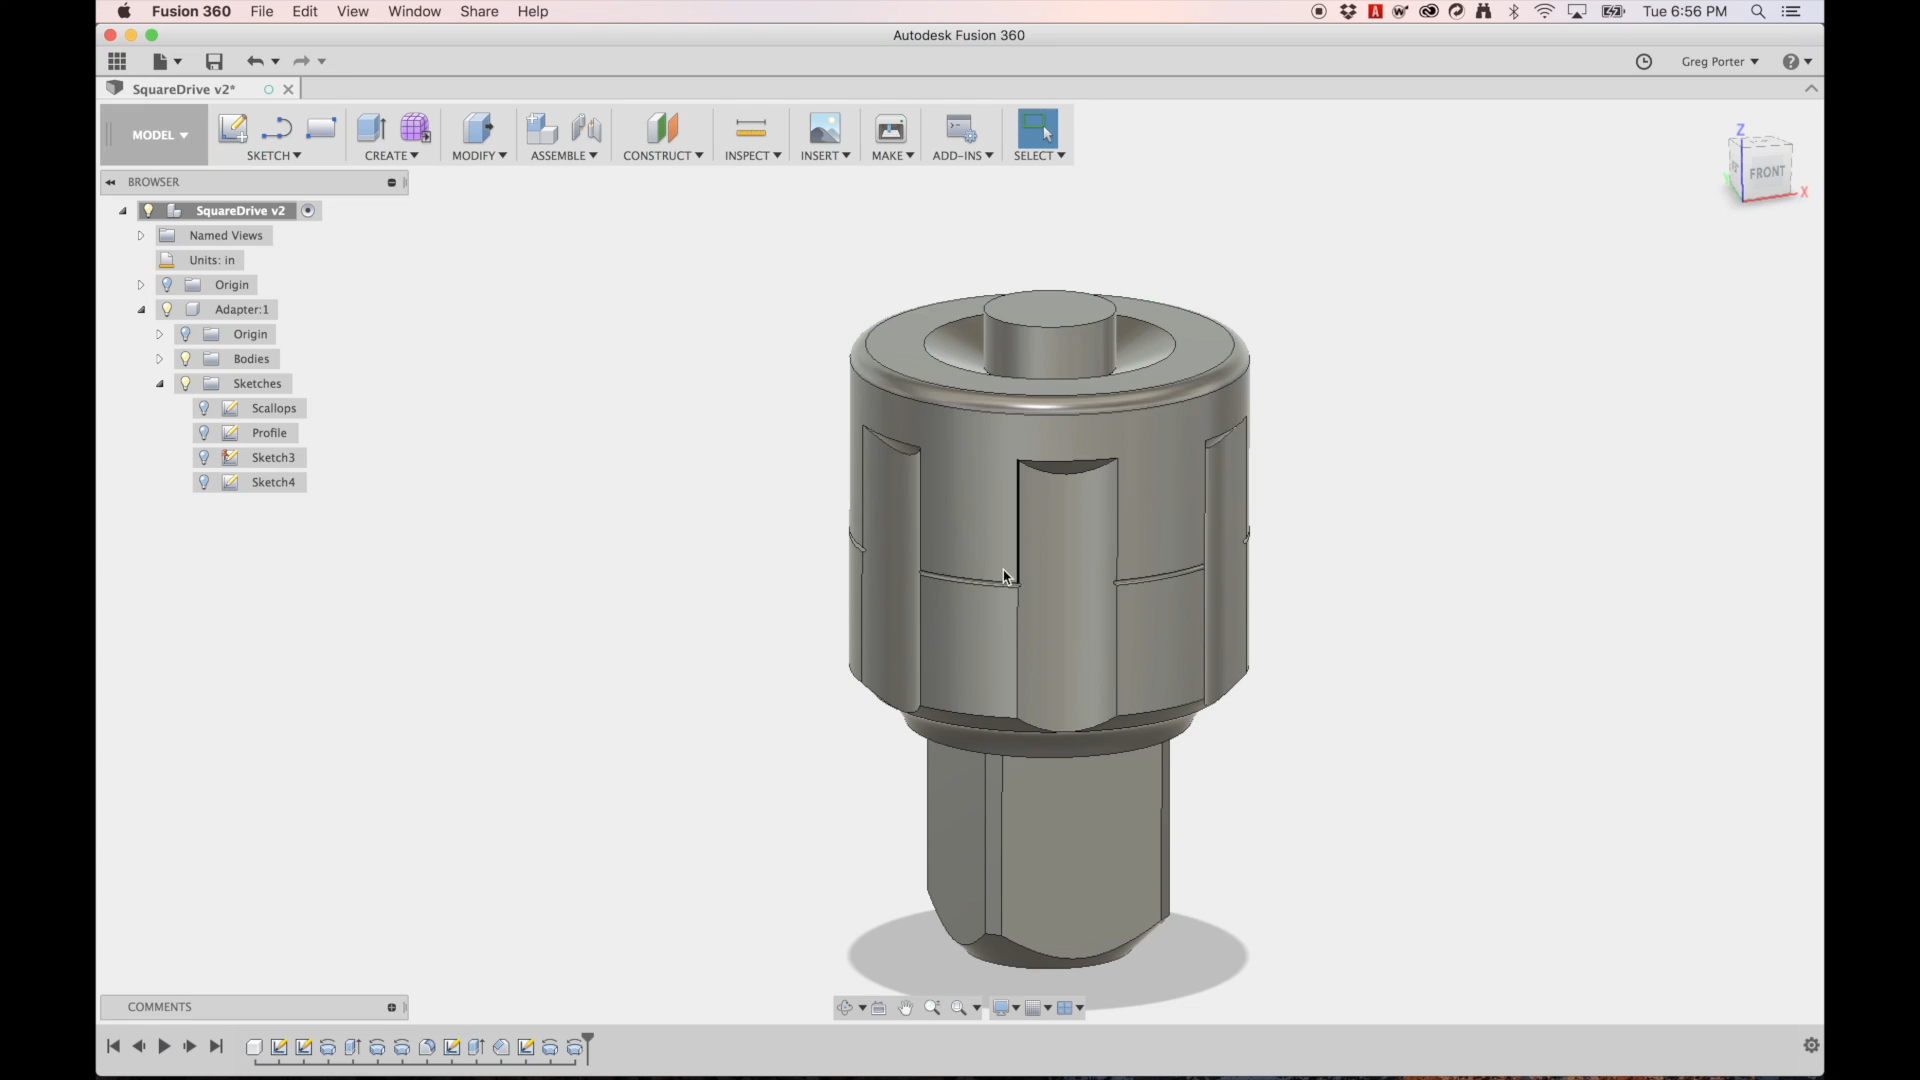 Fusion 360 File Edit View Window Share Help Tue 6:56 PM
Autodesk Fusion 360
Greg Porter
SquareDrive v2*
MODEL SKETCH CREATE MODIFY ASSEMBLE CONSTRUCT INSPECT INSERT MAKE ADD-INS SELECT
Z
FRONT
X
BROWSER
SquareDrive v2
Named Views
Units: in
Origin
Adapter:1
Origin
Bodies
Sketches
Scallops
Profile
Sketch3
Sketch4
COMMENTS